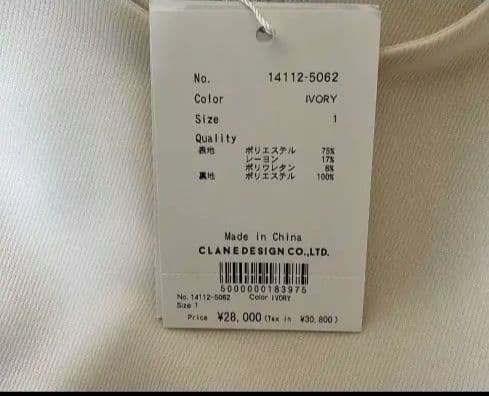 No. 14112-5062
Color IVORY
Size 1
Quality
表地 ポリエステル 75%
レーヨン 17%
ポリウレタン 8%
裏地 ポリエステル 100%
Made in China
CLANEDESIGN CO.,LTD.
5000000183975
No. 14112-5062 Color IVORY
Size 1
Price ¥28,000 (Tax in ¥30,800)